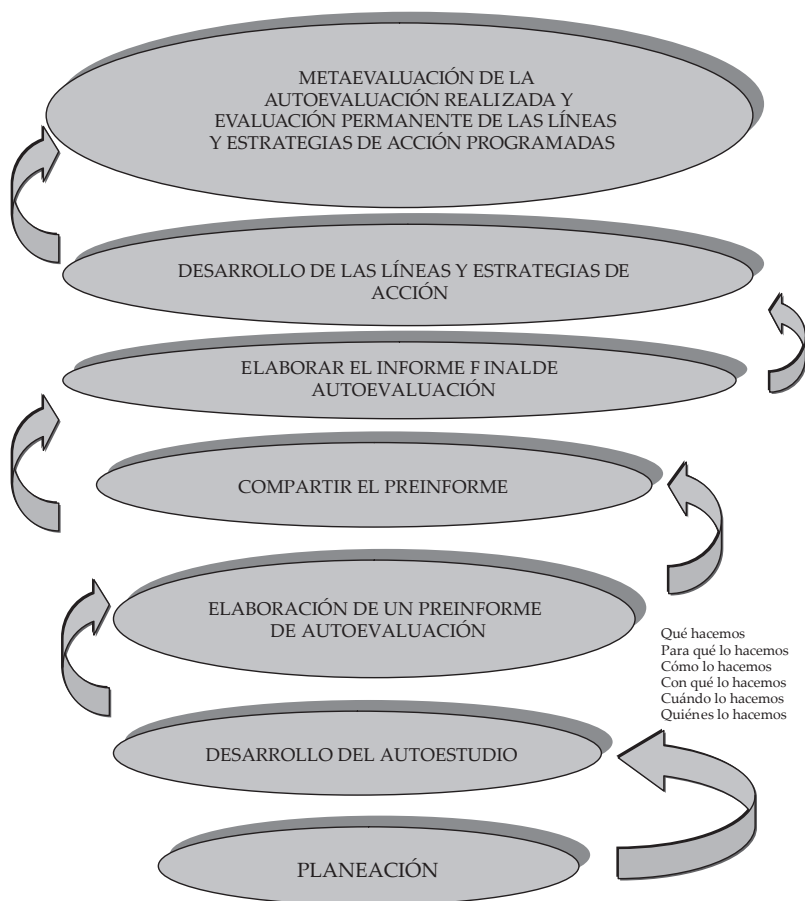 METAEVALUACIÓN DE LA
AUTOEVALUACIÓN REALIZADA Y
EVALUACIÓN PERMANENTE DE LAS LÍNEAS
Y ESTRATEGIAS DE ACCIÓN PROGRAMADAS
DESARROLLO DE LAS LÍNEAS Y ESTRATEGIAS DE
ACCIÓN
ELABORAR EL INFORME F INALDE
AUTOEVALUACIÓN
COMPARTIR EL PREINFORME
ELABORACIÓN DE UN PREINFORME
DE AUTOEVALUACIÓN
Qué hacemos
Para qué lo hacemos
Cómo lo hacemos
Con qué lo hacemos
Cuándo lo hacemos
Quiénes lo hacemos
DESARROLLO DEL AUTOESTUDIO
PLANEACIÓN